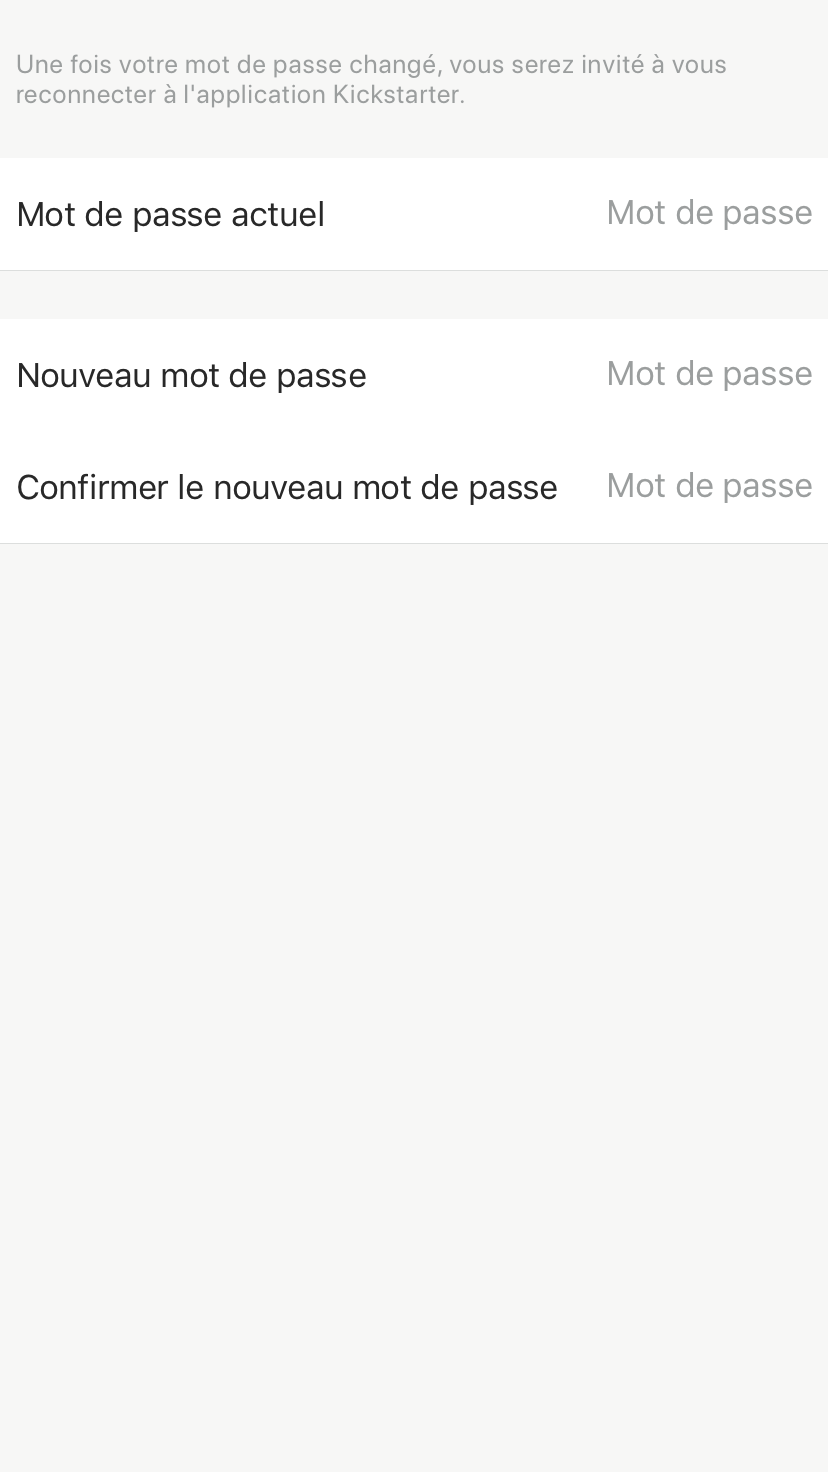 Une fois votre mot de passe changé, vous serez invité à vous
reconnecter à l'application Kickstarter.
Mot de passe actuel Mot de passe
Nouveau mot de passe Mot de passe
Confirmer le nouveau mot de passe Mot de passe